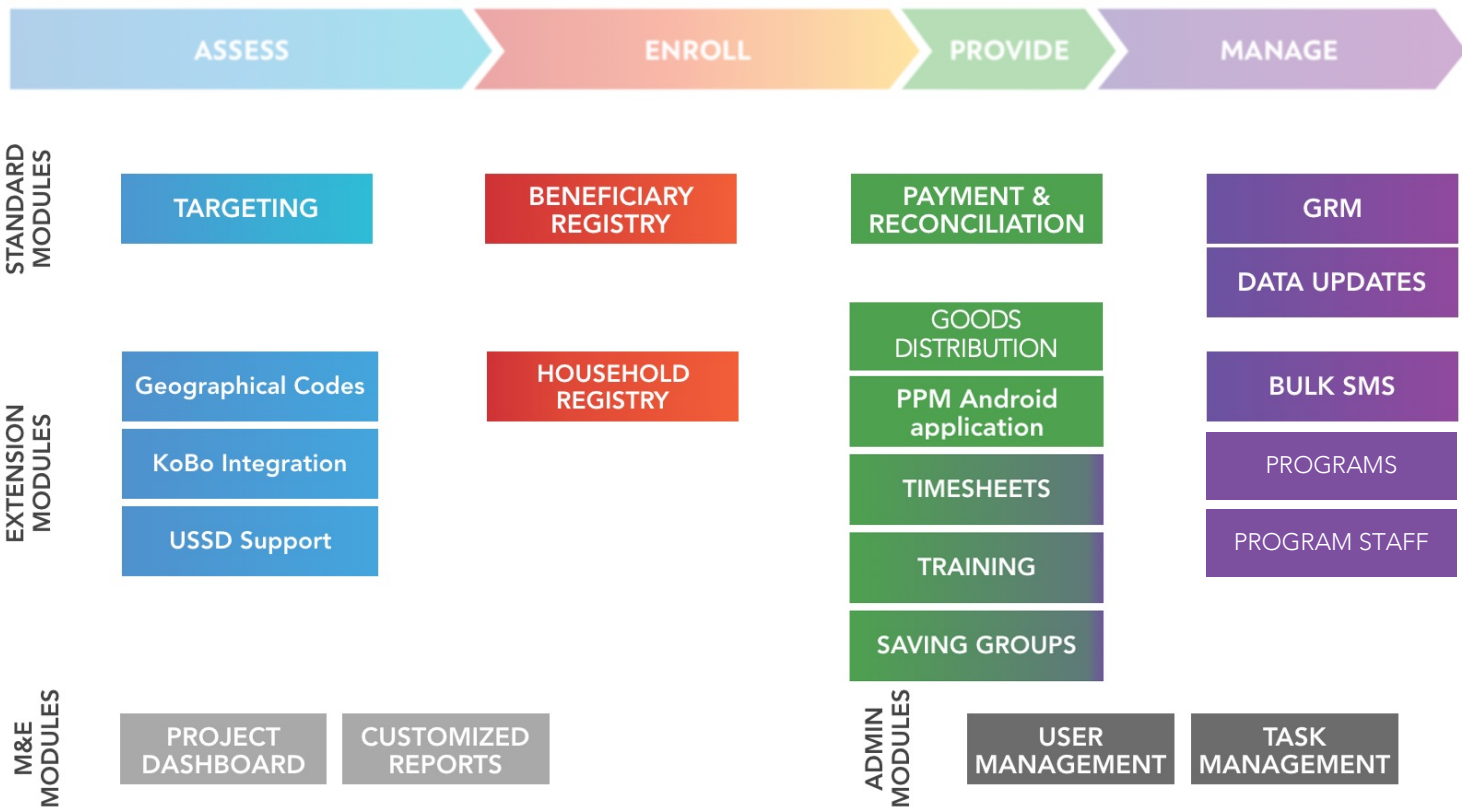 ASSESS
ENROLL
PROVIDE
MANAGE
STANDARD
MODULES
TARGETING
BENEFICIARY
REGISTRY
PAYMENT &
RECONCILIATION
GRM
DATA UPDATES
EXTENSION
MODULES
Geographical Codes
KoBo Integration
USSD Support
HOUSEHOLD
REGISTRY
GOODS
DISTRIBUTION
PPM Android
application
TIMESHEETS
TRAINING
SAVING GROUPS
BULK SMS
PROGRAMS
PROGRAM STAFF
M&E
MODULES
PROJECT
DASHBOARD
CUSTOMIZED
REPORTS
ADMIN
MODULES
USER
MANAGEMENT
TASK
MANAGEMENT